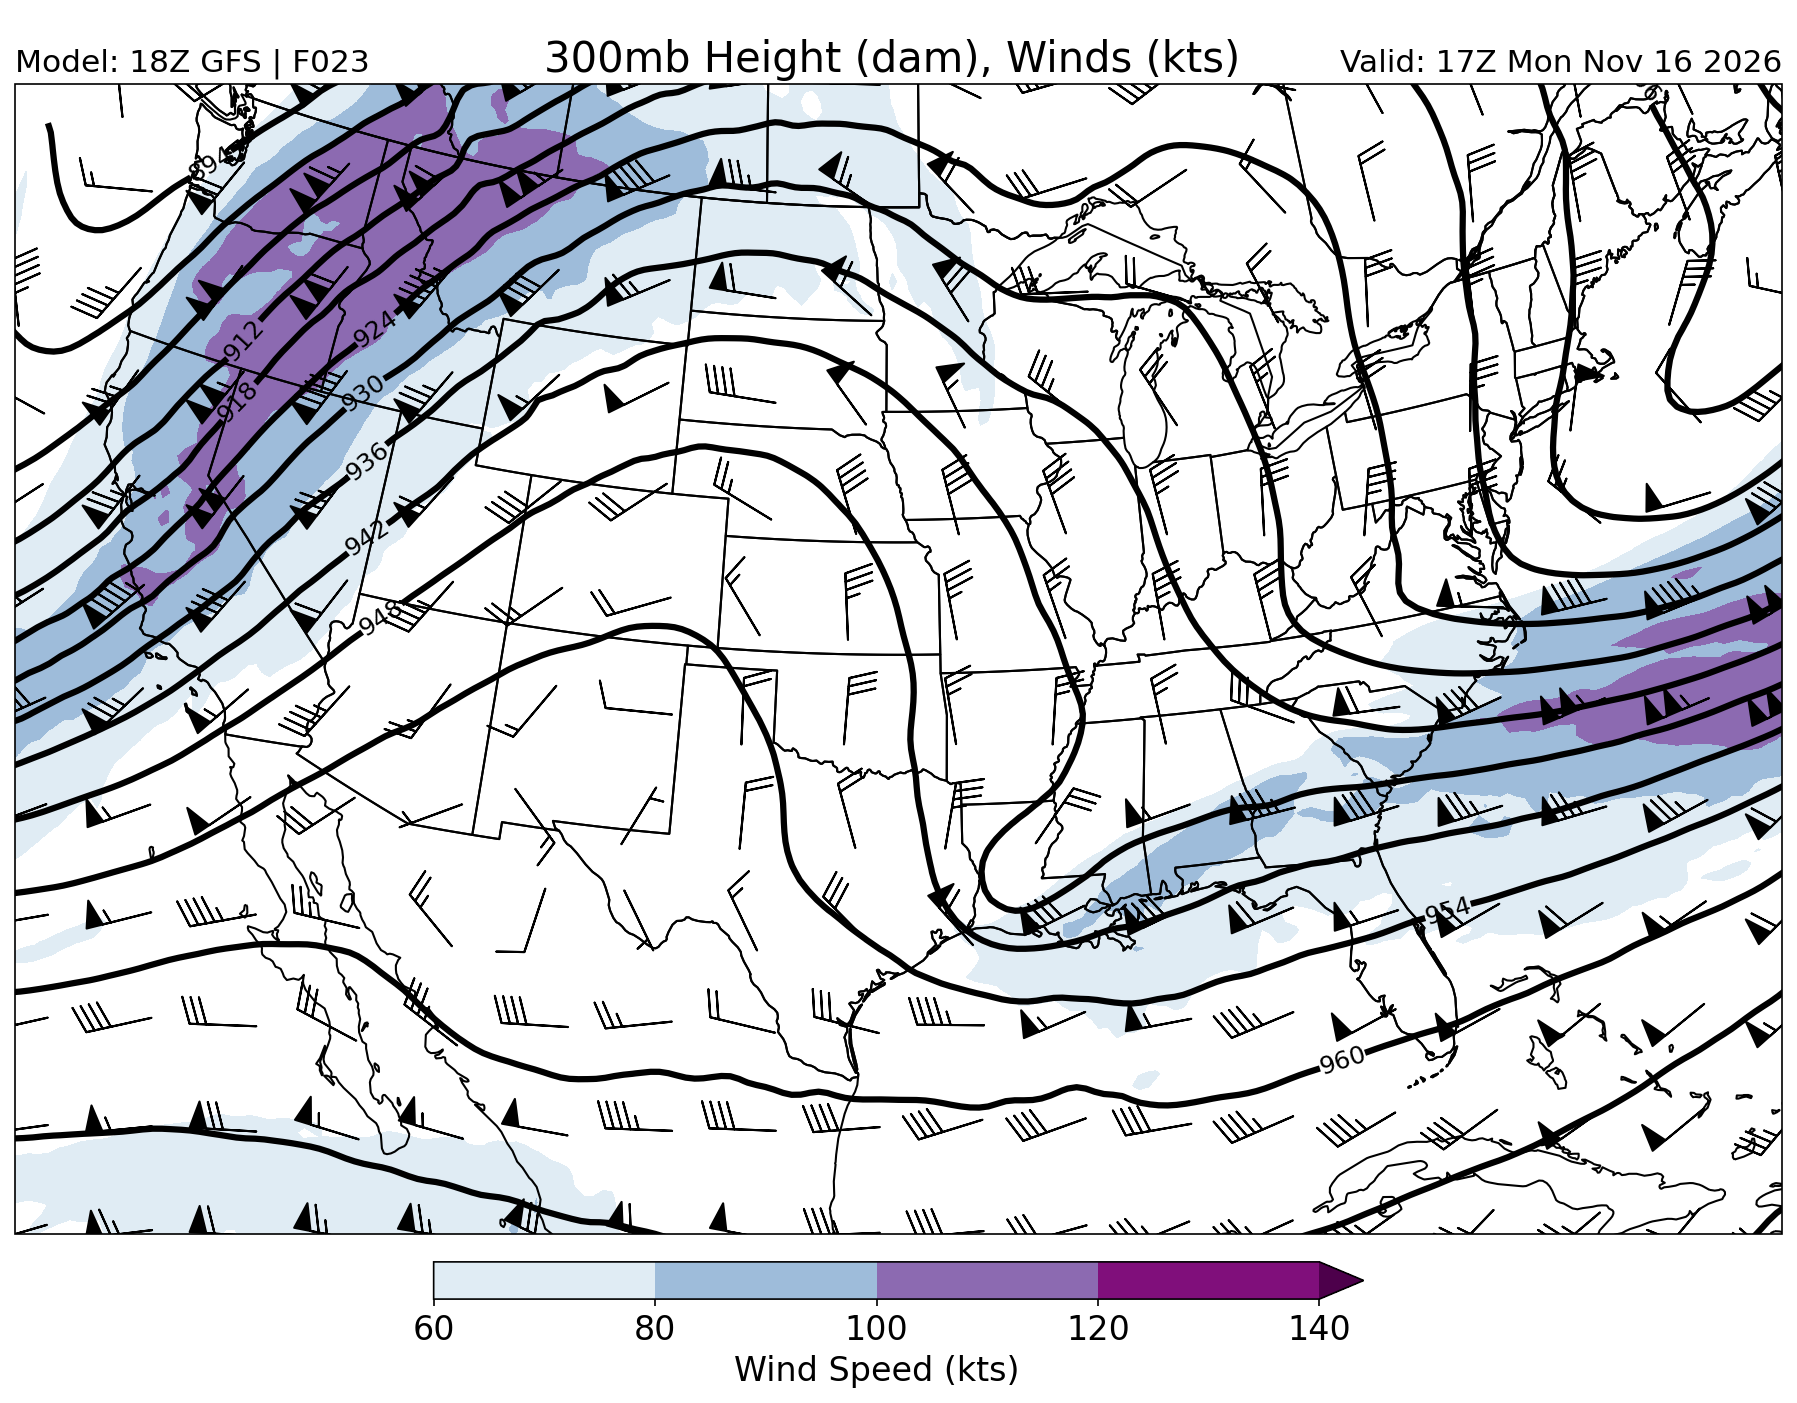 Model: 18Z GFS | F023
300mb Height (dam), Winds (kts)
Valid: 17Z Mon Nov 16 2026
894
912
924
918
930
936
942
948
954
960
60 80 100 120 140
Wind Speed (kts)